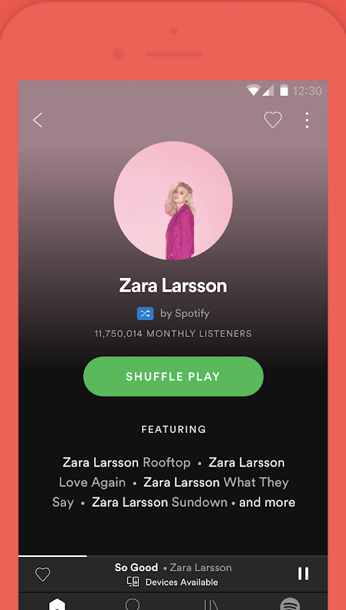 12:30
Zara Larsson
by Spotify
11,750,014 MONTHLY LISTENERS
SHUFFLE PLAY
FEATURING
Zara Larsson Rooftop • Zara Larsson
Love Again • Zara Larsson What They
Say • Zara Larsson Sundown • and more
So Good • Zara Larsson
Devices Available